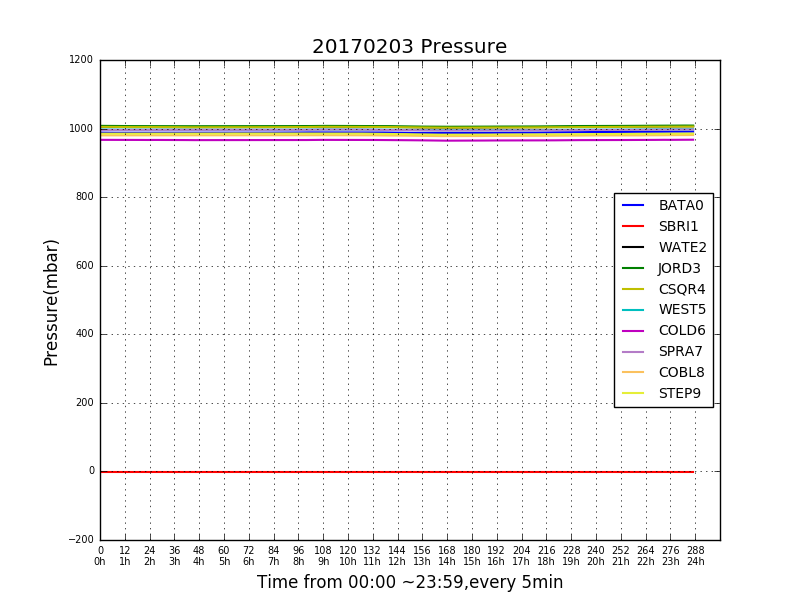 20170203 Pressure
1200
1000
800
600
400
200
0
−200
Pressure(mbar)
BATA0
SBRI1
WATE2
JORD3
CSQR4
WEST5
COLD6
SPRA7
COBL8
STEP9
0 12 24 36 48 60 72 84 96 108 120 132 144 156 168 180 192 204 216 228 240 252 264 276 288
0h 1h 2h 3h 4h 5h 6h 7h 8h 9h 10h 11h 12h 13h 14h 15h 16h 17h 18h 19h 20h 21h 22h 23h 24h
Time from 00:00 ~23:59,every 5min